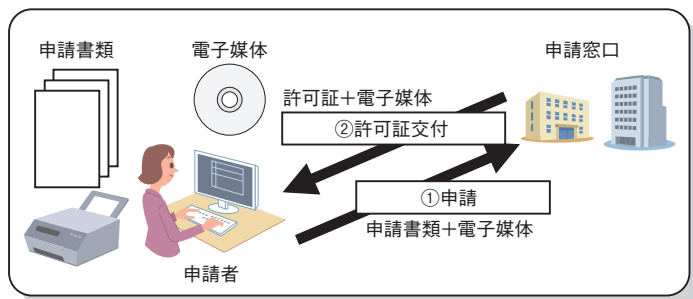 申請書類
電子媒体
申請窓口
許可証＋電子媒体
②許可証交付
①申請
申請書類＋電子媒体
申請者